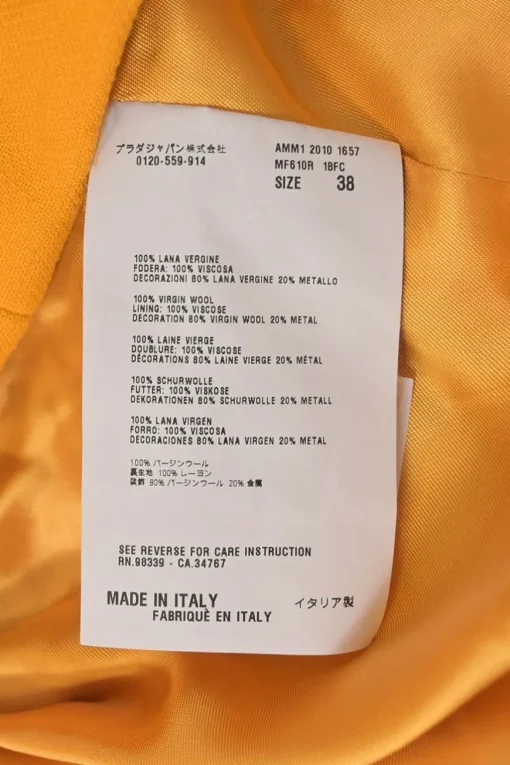 プラダジャパン株式会社
0120-559-914
AMM1 2010 1657
MF610R 1BFC
SIZE 38
100% LANA VERGINE
FODERA: 100% VISCOSA
DECORAZIONI 80% LANA VERGINE 20% METALLO
100% VIRGIN WOOL
LINING: 100% VISCOSE
DECORATION 80% VIRGIN WOOL 20% METAL
100% LAINE VIERGE
DOUBLURE: 100% VISCOSE
DÉCORATIONS 80% LAINE VIERGE 20% MÉTAL
100% SCHURWOLLE
FUTTER: 100% VISKOSE
DEKORATIONEN 80% SCHURWOLLE 20% METALL
100% LANA VIRGEN
FORRO: 100% VISCOSA
DECORACIONES 80% LANA VIRGEN 20% METAL
100% バージンウール
裏生地 100% レーヨン
装飾 80% バージンウール 20% 金属
SEE REVERSE FOR CARE INSTRUCTION
RN.98339 - CA.34767
MADE IN ITALY
FABRIQUÈ EN ITALY
イタリア製